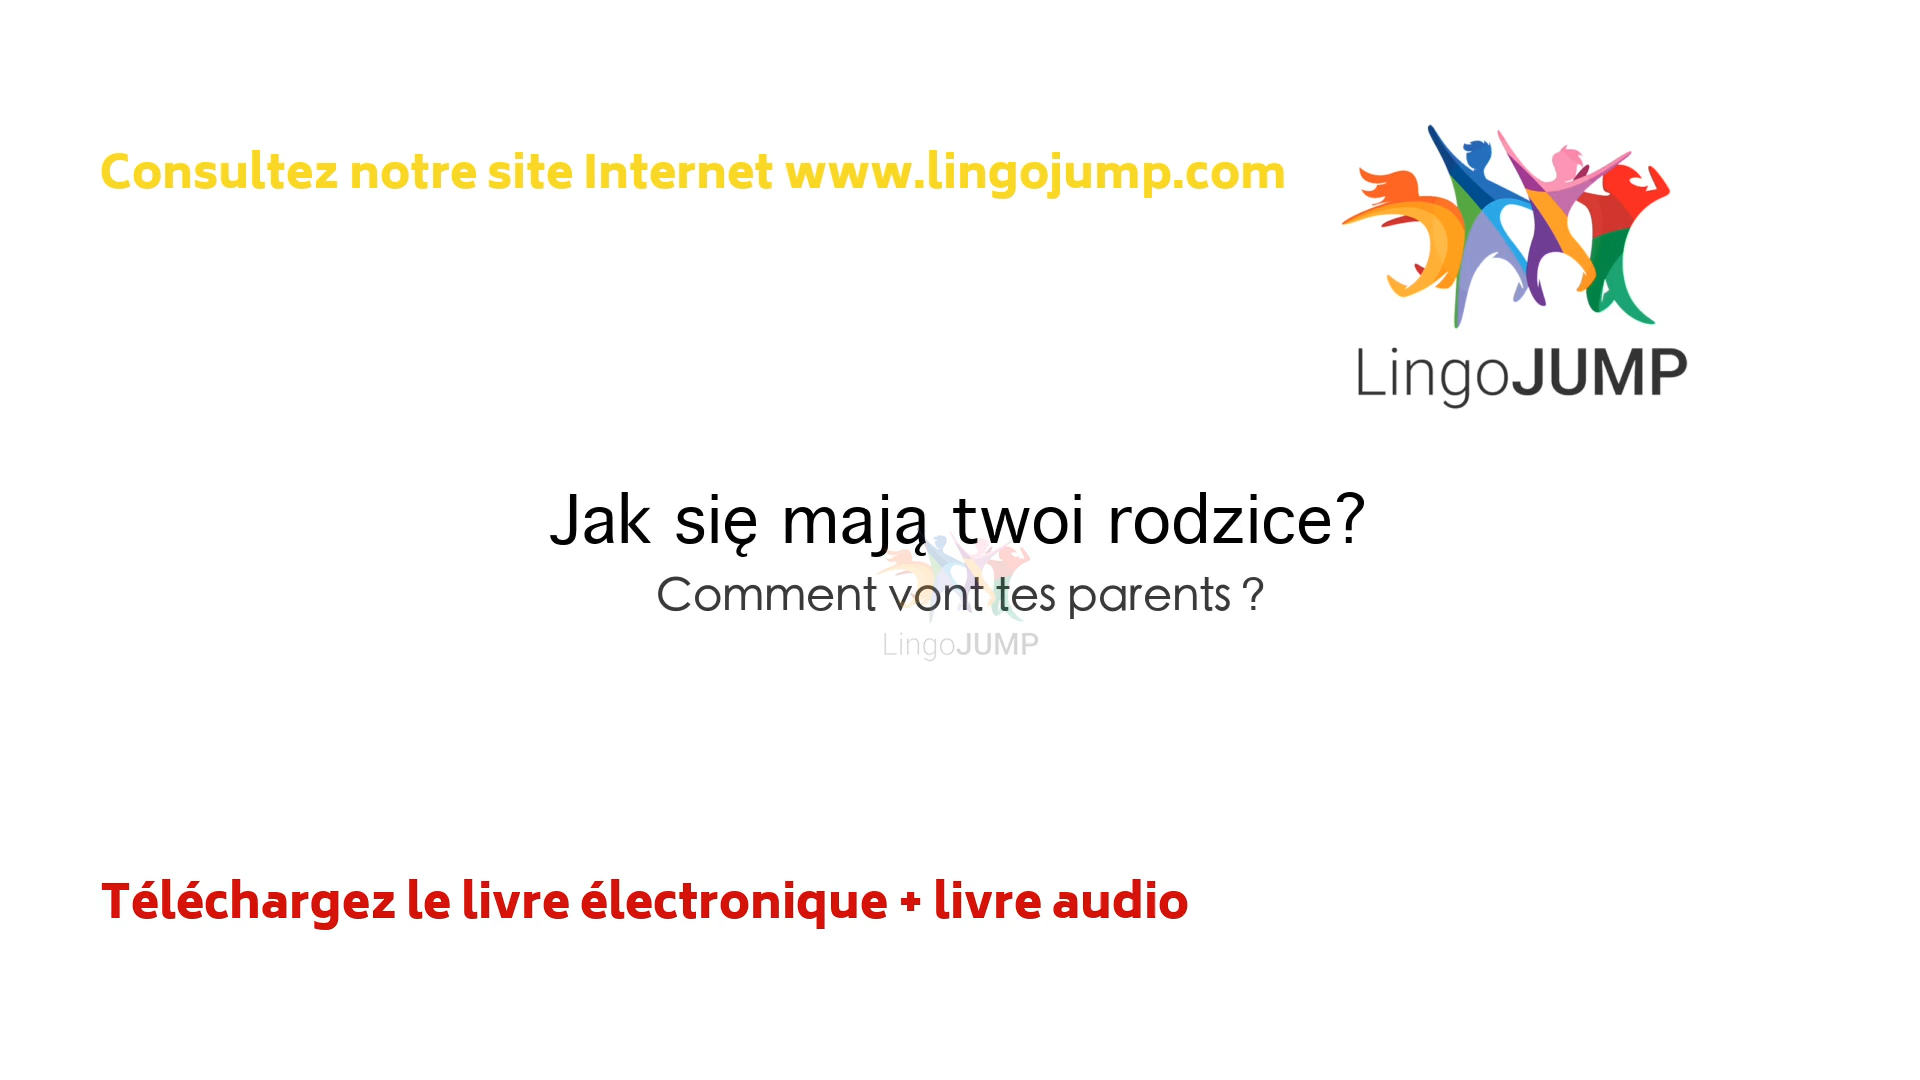 Consultez notre site Internet www.lingojump.com
LingoJUMP
Jak się mają twoi rodzice?
Comment vont tes parents ?
LingoJUMP
Téléchargez le livre électronique + livre audio